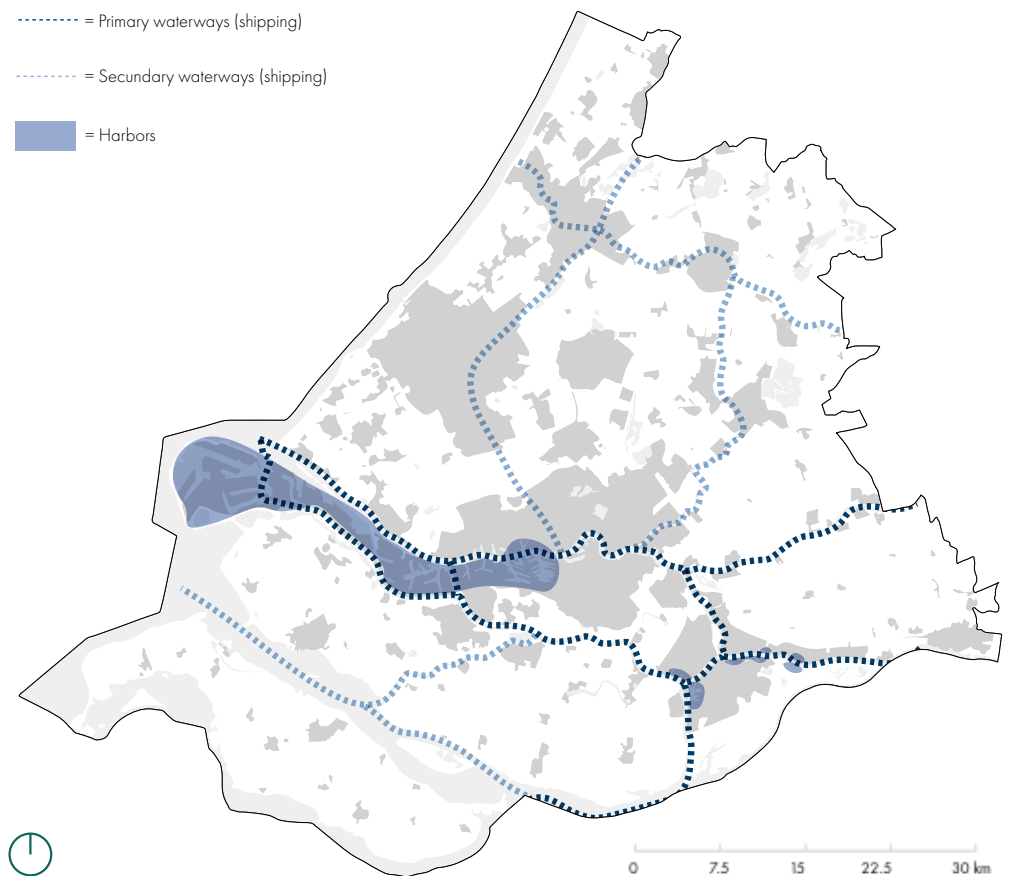 = Primary waterways (shipping)
= Secundary waterways (shipping)
= Harbors
0 7.5 15 22.5 30 km